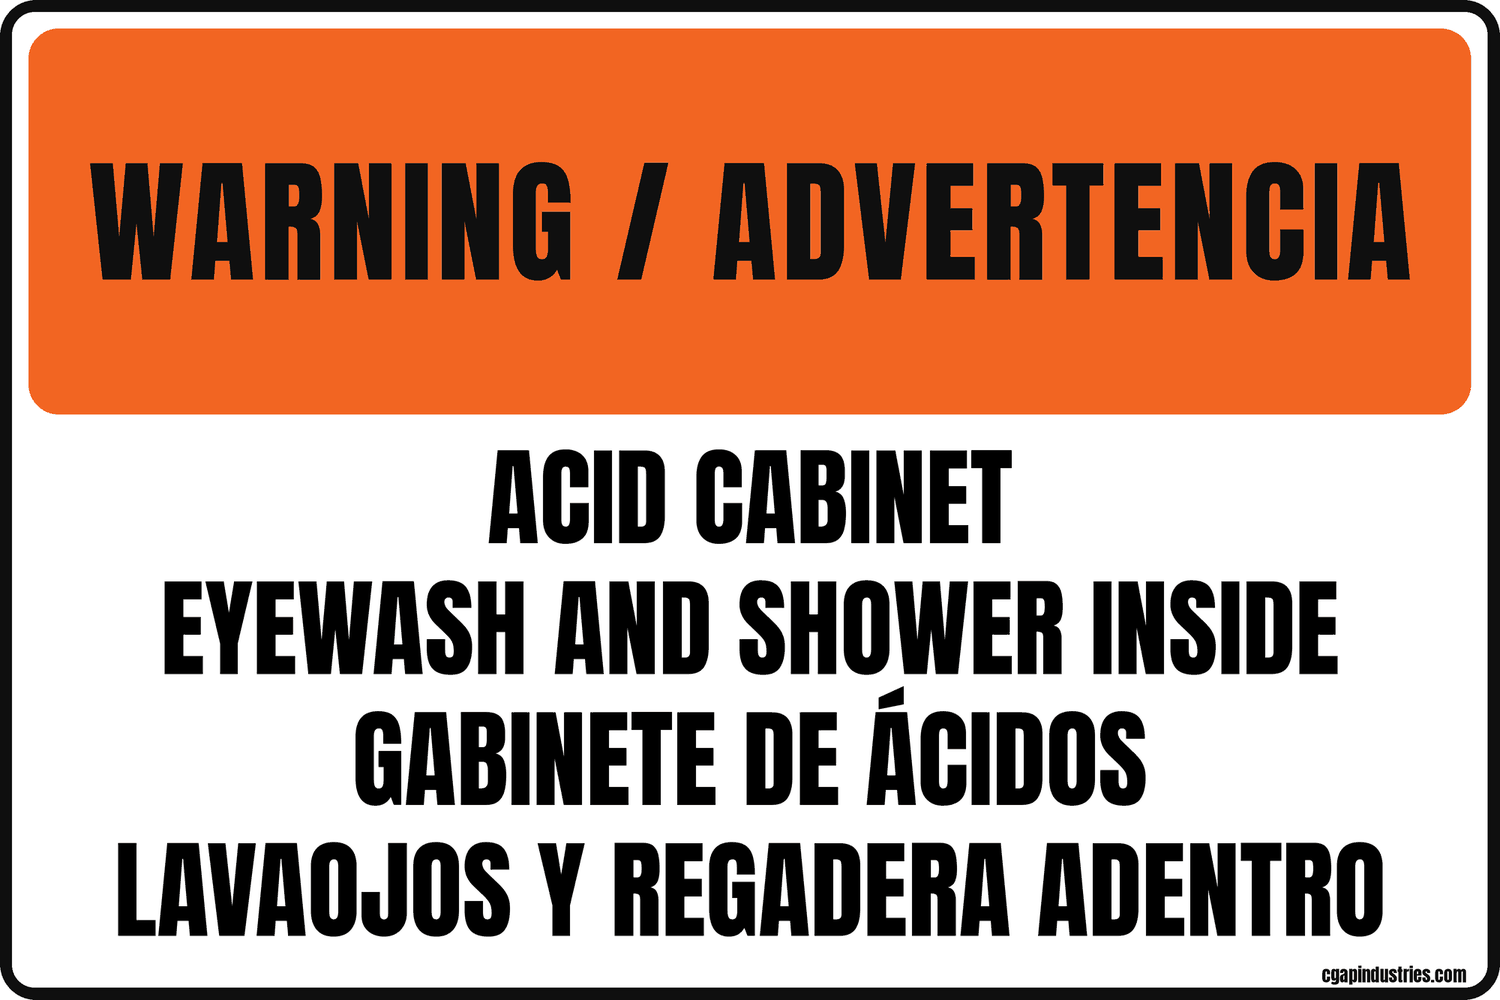 WARNING / ADVERTENCIA
ACID CABINET
EYEWASH AND SHOWER INSIDE
GABINETE DE ÁCIDOS
LAVAOJOS Y REGADERA ADENTRO
cgapindustries.com